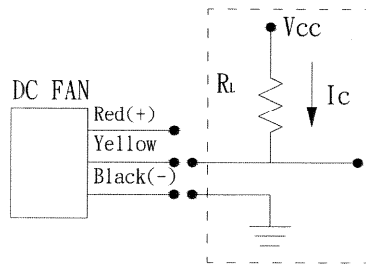 Vcc
DC FAN
RL
Ic
Red(+)
Yellow
Black(-)